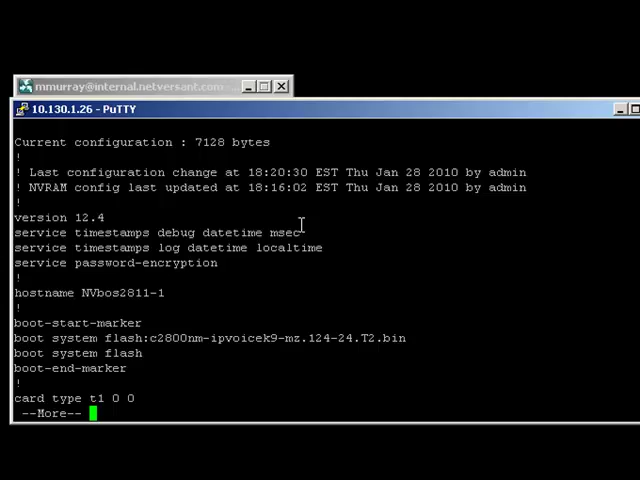 mmurray@internal.netversant.com
10.130.1.26 - PuTTY
Current configuration : 7128 bytes
!
! Last configuration change at 18:20:30 EST Thu Jan 28 2010 by admin
! NVRAM config last updated at 18:16:02 EST Thu Jan 28 2010 by admin
!
version 12.4
service timestamps debug datetime msec
service timestamps log datetime localtime
service password-encryption
!
hostname NVbos2811-1
!
boot-start-marker
boot system flash:c2800nm-ipvoicek9-mz.124-24.T2.bin
boot system flash
boot-end-marker
!
card type t1 0 0
--More--